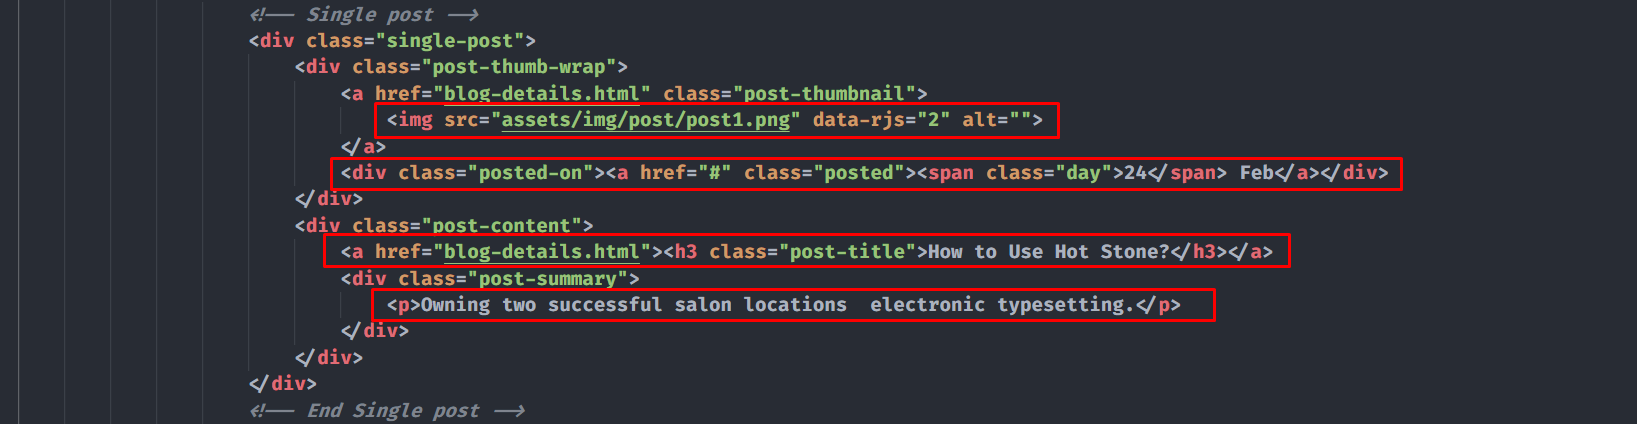 <!-- Single post -->
<div class="single-post">
<div class="post-thumb-wrap">
<a href="blog-details.html" class="post-thumbnail">
<img src="assets/img/post/post1.png" data-rjs="2" alt="">
</a>
<div class="posted-on"><a href="#" class="posted"><span class="day">24</span> Feb</a></div>
</div>
<div class="post-content">
<a href="blog-details.html"><h3 class="post-title">How to Use Hot Stone?</h3></a>
<div class="post-summary">
<p>Owning two successful salon locations  electronic typesetting.</p>
</div>
</div>
</div>
<!-- End Single post -->